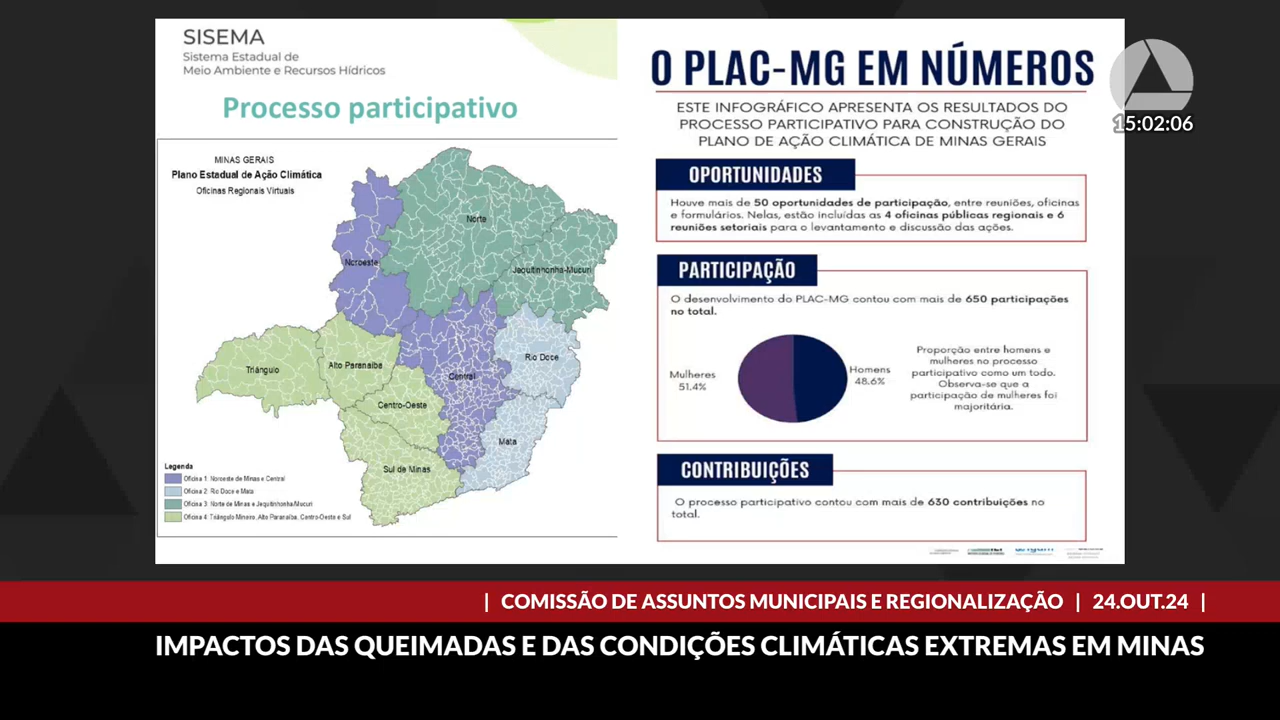 SISEMA
Sistema Estadual de
Meio Ambiente e Recursos Hídricos
Processo participativo
MINAS GERAIS
Plano Estadual de Ação Climática
Oficinas Regionais Virtuais
Norte
Noroeste
Jequitinhonha-Mucuri
Rio Doce
Triângulo
Alto Paranaíba
Central
Centro-Oeste
Mata
Sul de Minas
Legenda
Oficina 1: Noroeste de Minas e Central
Oficina 2: Rio Doce e Mata
Oficina 3: Norte de Minas e Jequitinhonha/Mucuri
Oficina 4: Triângulo Mineiro, Alto Paranaíba, Centro-Oeste e Sul
O PLAC-MG EM NÚMEROS
ESTE INFOGRÁFICO APRESENTA OS RESULTADOS DO
PROCESSO PARTICIPATIVO PARA CONSTRUÇÃO DO
PLANO DE AÇÃO CLIMÁTICA DE MINAS GERAIS
OPORTUNIDADES
Houve mais de 50 oportunidades de participação, entre reuniões, oficinas
e formulários. Nelas, estão incluídas as 4 oficinas públicas regionais e 6
reuniões setoriais para o levantamento e discussão das ações.
PARTICIPAÇÃO
O desenvolvimento do PLAC-MG contou com mais de 650 participações
no total.
Mulheres
51.4%
Homens
48.6%
Proporção entre homens e
mulheres no processo
participativo como um todo.
Observa-se que a
participação de mulheres foi
majoritária.
CONTRIBUIÇÕES
O processo participativo contou com mais de 630 contribuições no
total.
15:02:06
| COMISSÃO DE ASSUNTOS MUNICIPAIS E REGIONALIZAÇÃO | 24.OUT.24 |
IMPACTOS DAS QUEIMADAS E DAS CONDIÇÕES CLIMÁTICAS EXTREMAS EM MINAS